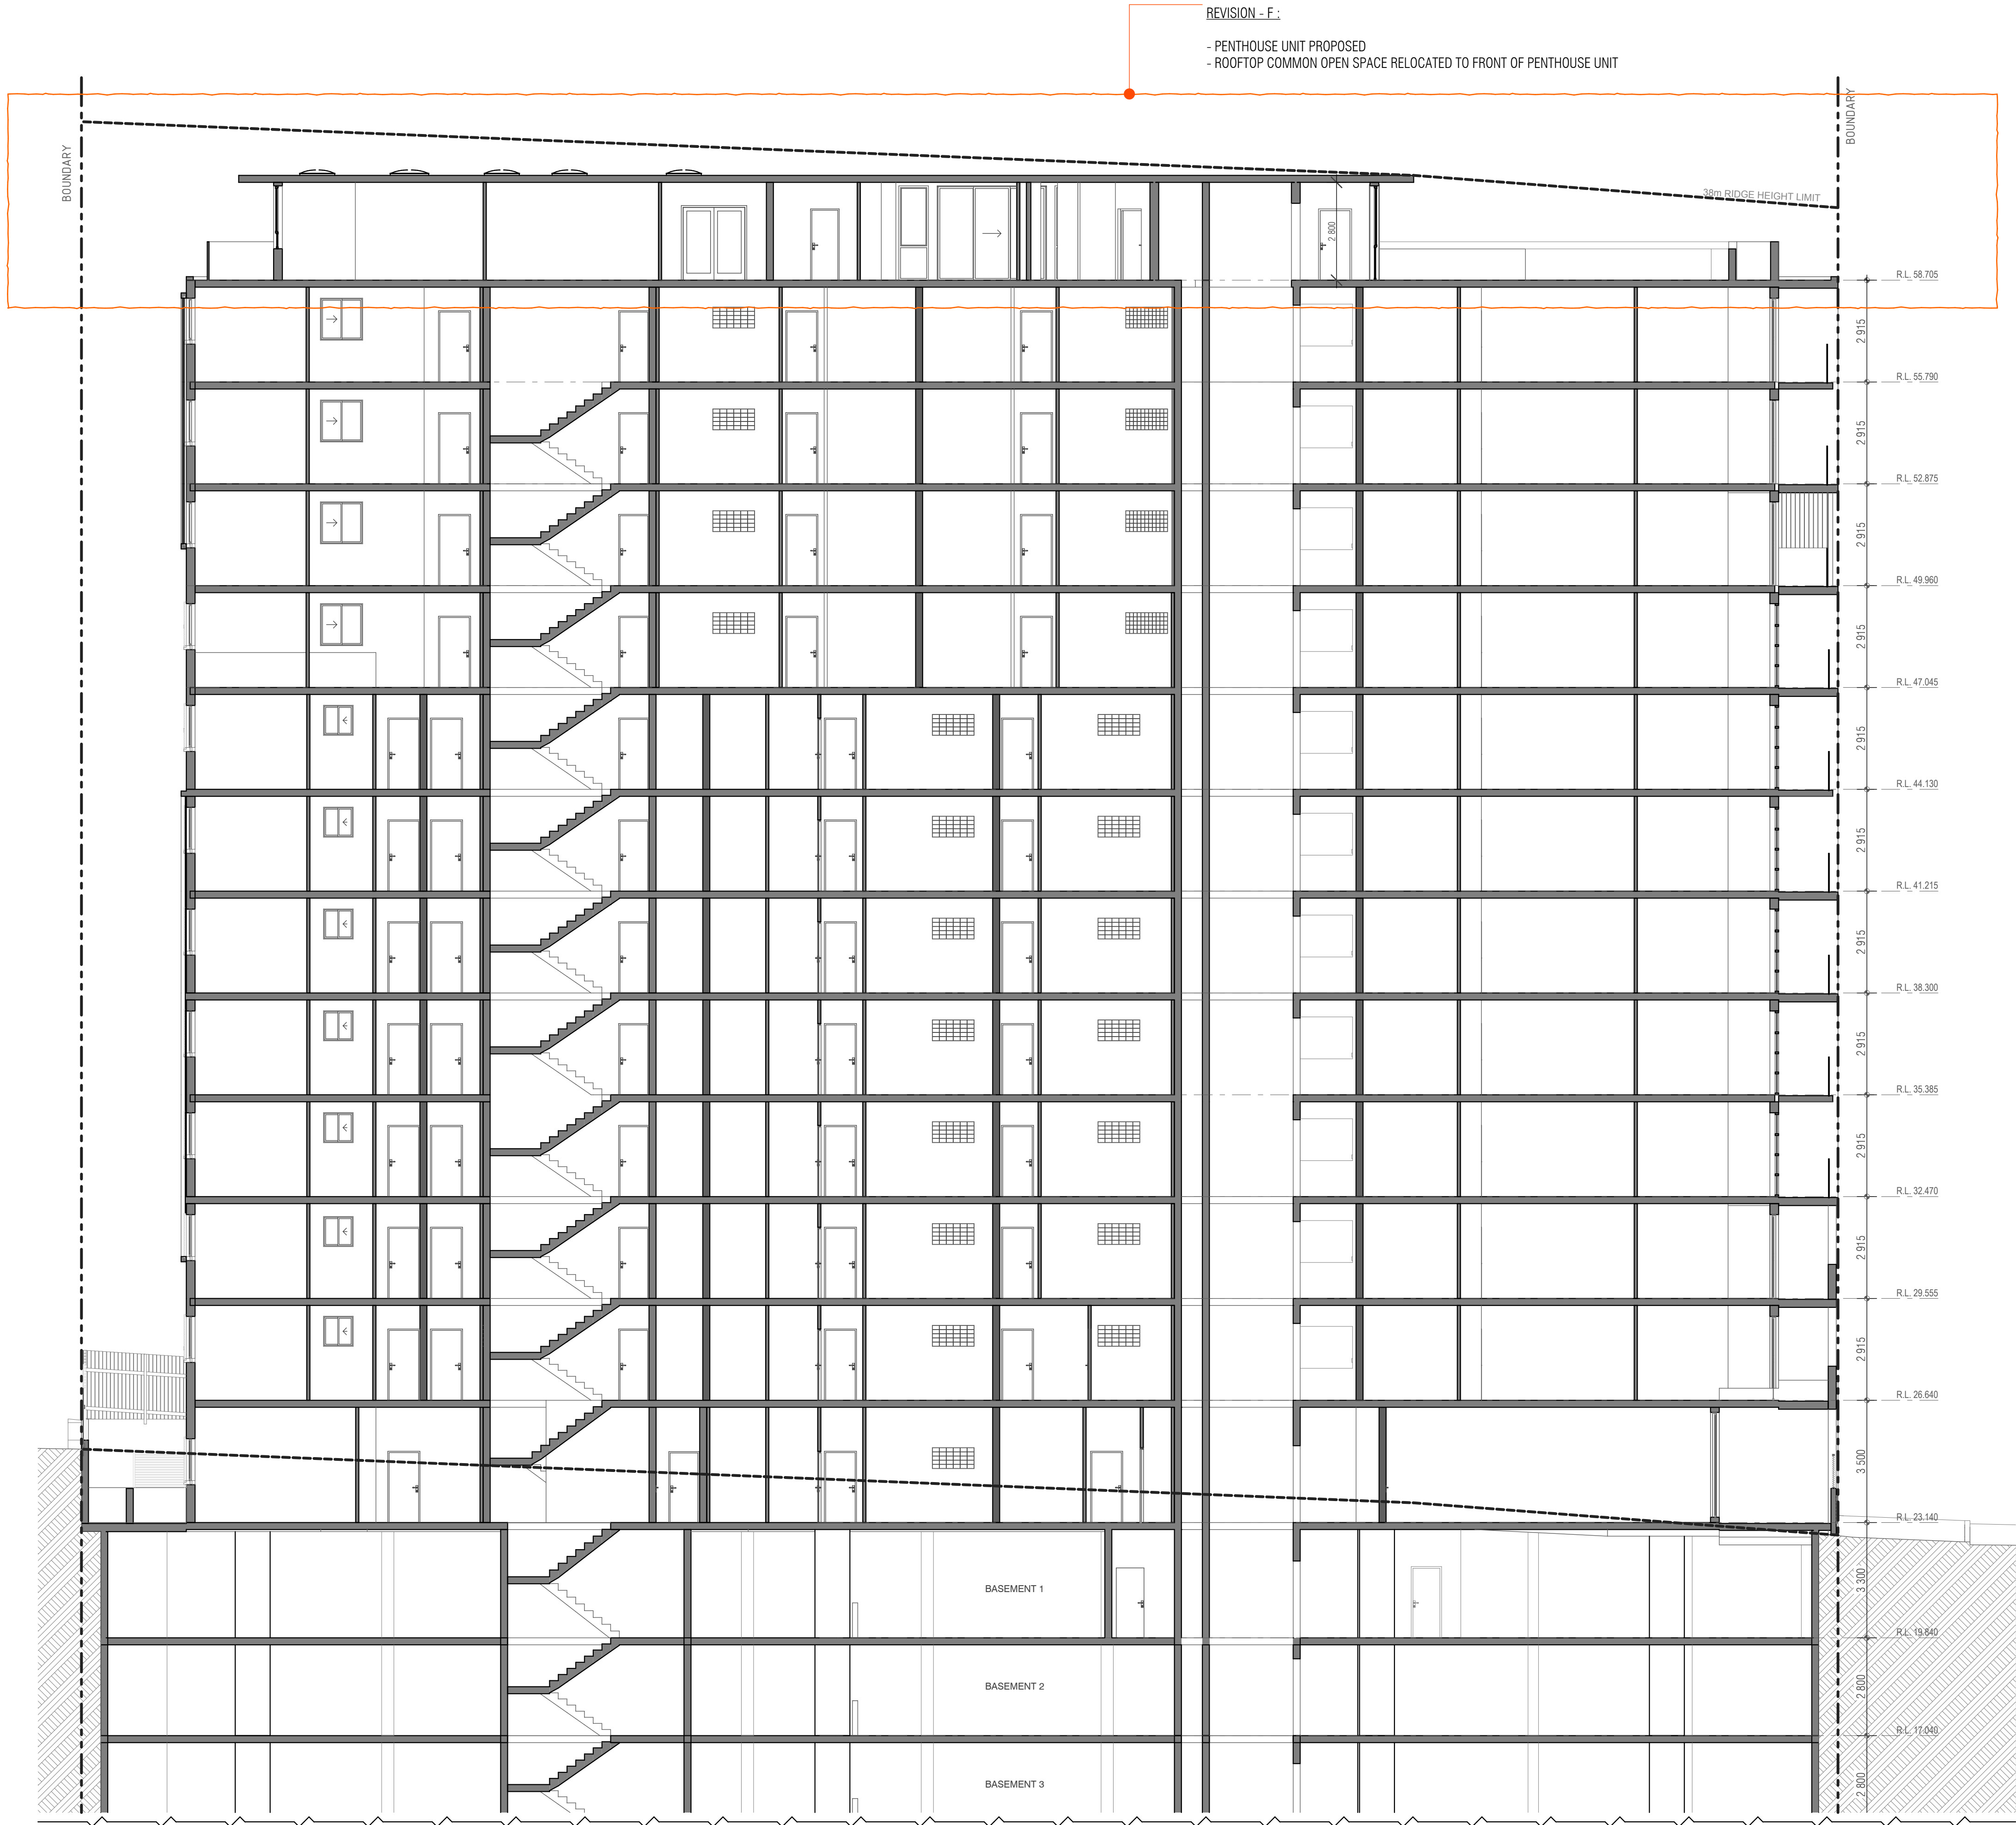 REVISION - F :
- PENTHOUSE UNIT PROPOSED
- ROOFTOP COMMON OPEN SPACE RELOCATED TO FRONT OF PENTHOUSE UNIT
BOUNDARY
BOUNDARY
38m RIDGE HEIGHT LIMIT
2 800
R.L. 58.705
2 915
R.L. 55.790
2 915
R.L. 52.875
2 915
R.L. 49.960
2 915
R.L. 47.045
2 915
R.L. 44.130
2 915
R.L. 41.215
2 915
R.L. 38.300
2 915
R.L. 35.385
2 915
R.L. 32.470
2 915
R.L. 29.555
2 915
R.L. 26.640
3 500
R.L. 23.140
BASEMENT 1
3 300
R.L. 19.840
BASEMENT 2
2 800
R.L. 17.040
BASEMENT 3
2 800